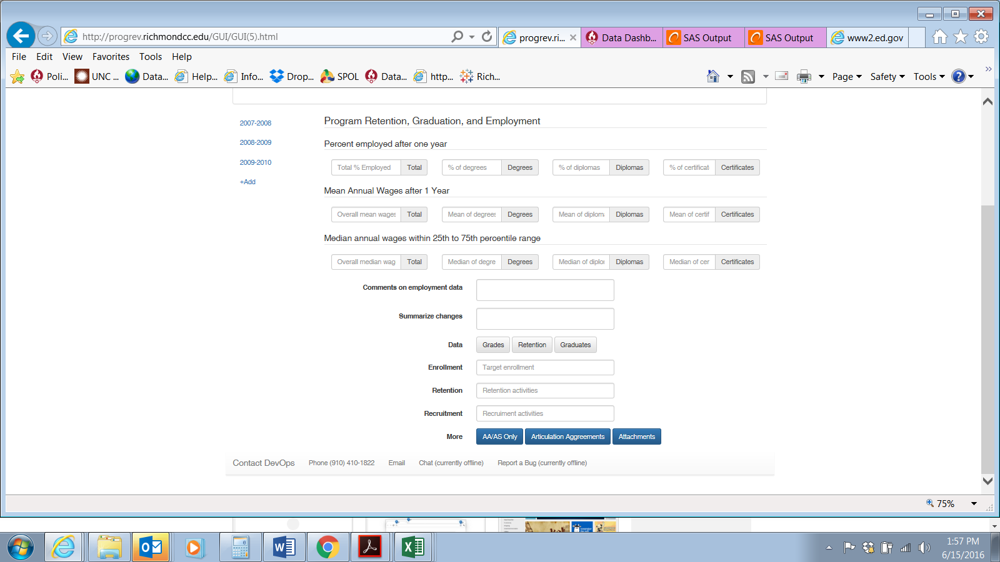 http://progrev.richmondcc.edu/GUI/GUI(5).html
progrev.ri...
Data Dashb...
SAS Output
SAS Output
www2.ed.gov
File Edit View Favorites Tools Help
Poli...
UNC ...
Data...
Help...
Info...
Drop...
SPOL
Data...
http...
Rich...
Page
Safety
Tools
2007-2008
2008-2009
2009-2010
+Add
Program Retention, Graduation, and Employment
Percent employed after one year
Total % Employed Total % of degrees Degrees % of diplomas Diplomas % of certificat Certificates
Mean Annual Wages after 1 Year
Overall mean wages Total Mean of degrees Degrees Mean of diplom Diplomas Mean of certif Certificates
Median annual wages within 25th to 75th percentile range
Overall median wag Total Median of degre Degrees Median of diplo Diplomas Median of cer Certificates
Comments on employment data
Summarize changes
Data Grades Retention Graduates
Enrollment Target enrollment
Retention Retention activities
Recruitment Recruiment activities
More AA/AS Only Articulation Aggreements Attachments
Contact DevOps Phone (910) 410-1822 Email Chat (currently offline) Report a Bug (currently offline)
75%
1:57 PM
6/15/2016